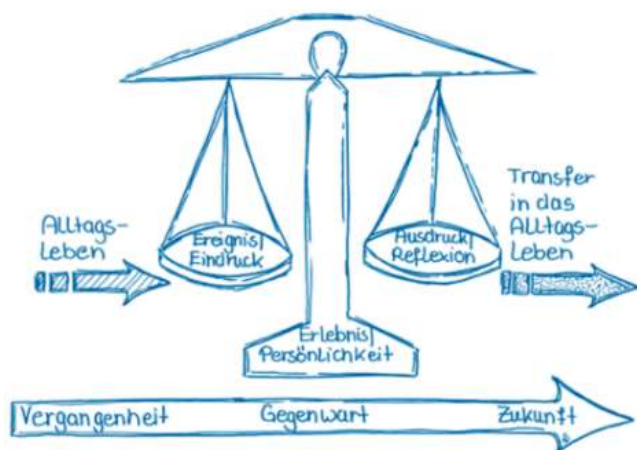 Alltags-
Leben
Ereignis/
Eindruck
Ausdruck/
Reflexion
Transfer
in das
Alltags-
Leben
Erlebnis/
Persönlichkeit
Vergangenheit Gegenwart Zukunft